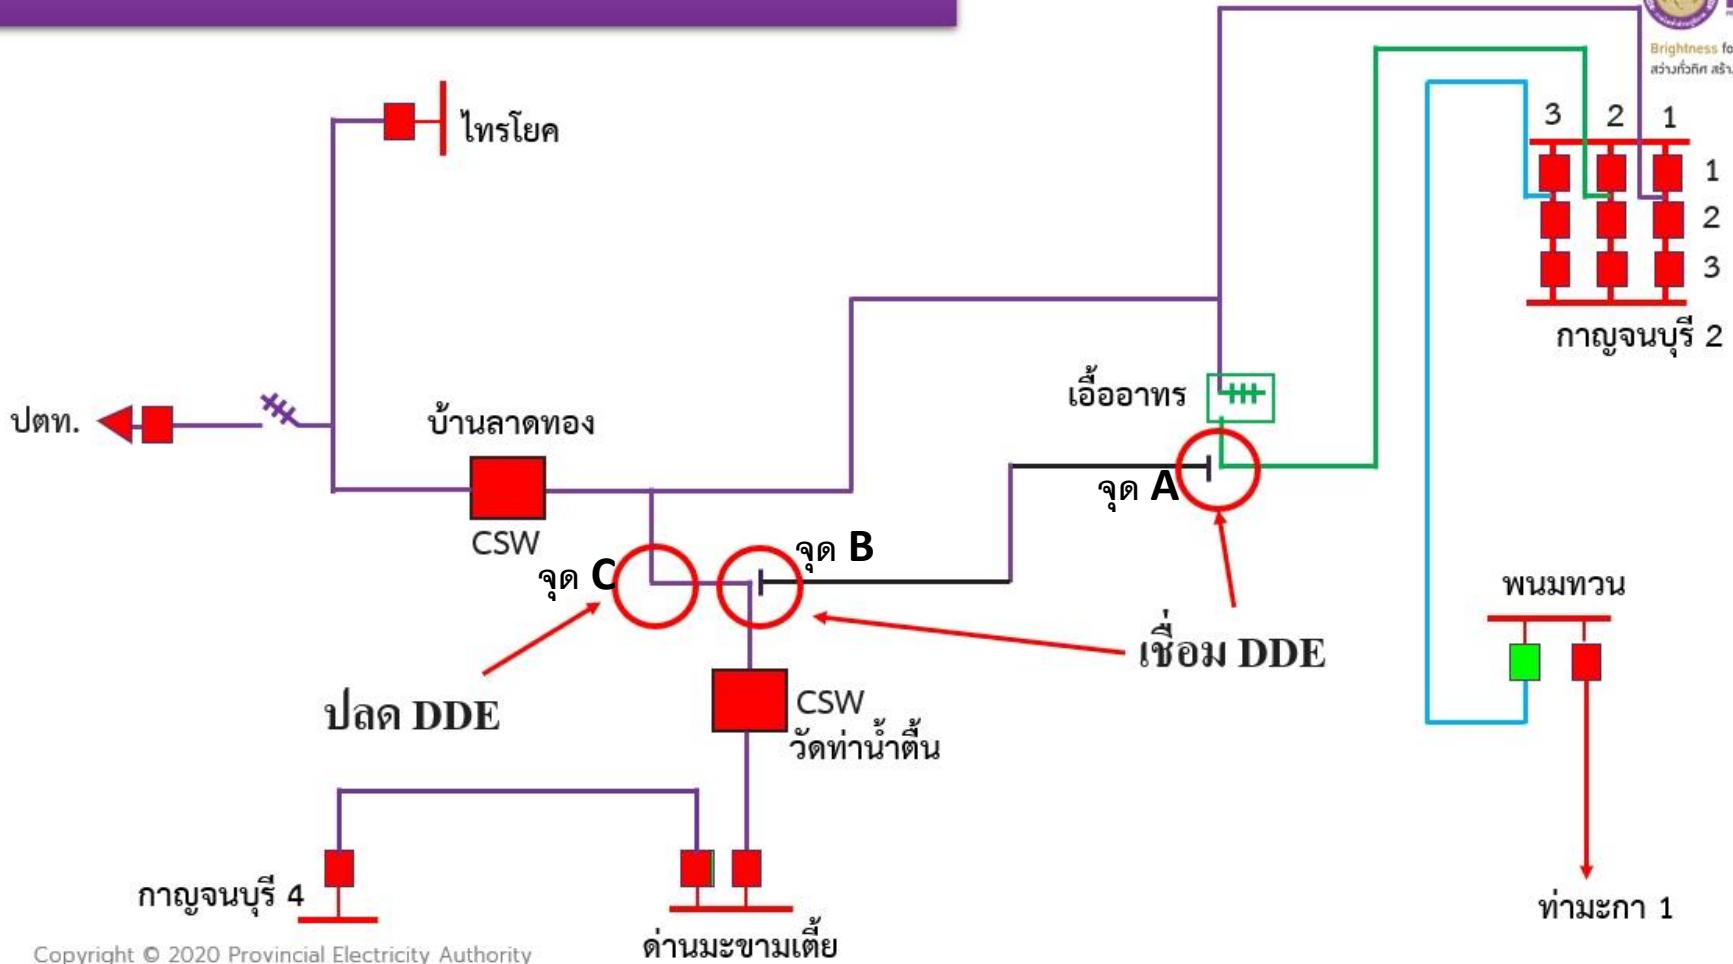 Brightness fo
สว่างทั่วทิศ สร้า
3 2 1
ไทรโยค
1
2
3
กาญจนบุรี 2
เอื้ออาทร
ปตท.
บ้านลาดทอง
จุด A
CSW
จุด B
จุด C
พนมทวน
เชื่อม DDE
ปลด DDE
CSW
วัดท่าน้ำตื้น
กาญจนบุรี 4
ท่ามะกา 1
ด่านมะขามเตี้ย
Copyright © 2020 Provincial Electricity Authority